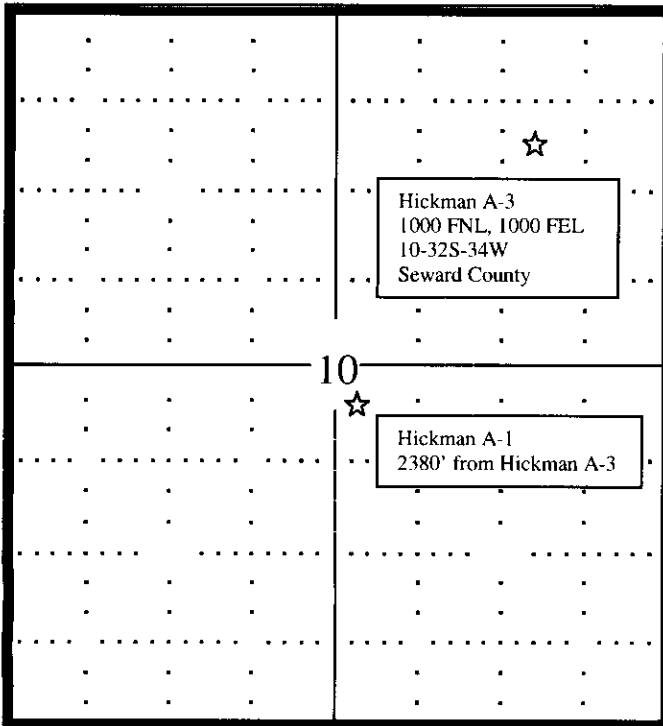 Hickman A-3
1000 FNL, 1000 FEL
10-32S-34W
Seward County
10
Hickman A-1
2380' from Hickman A-3